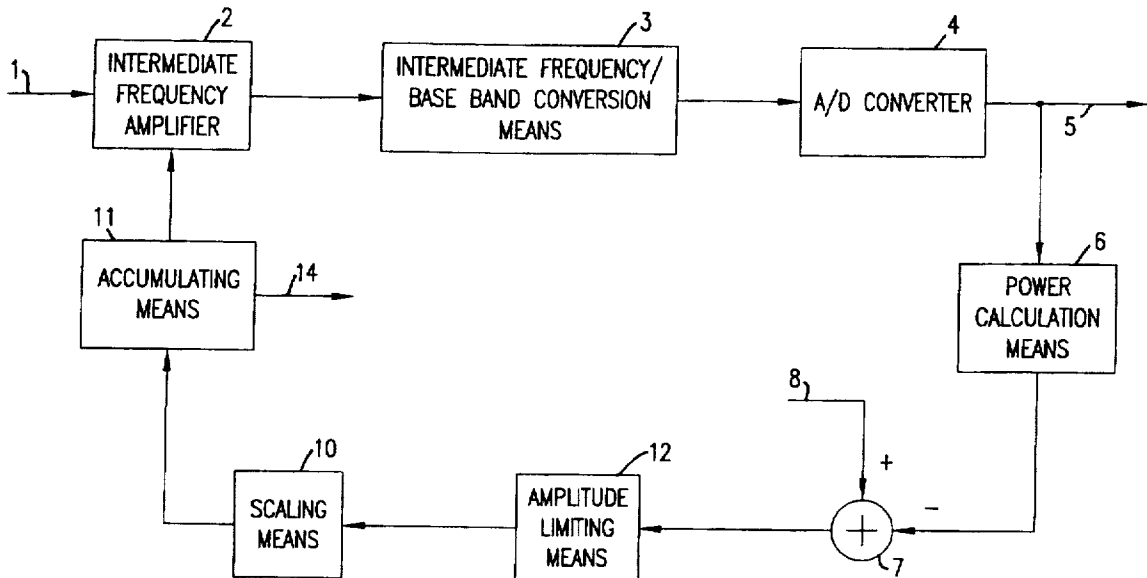 1
2
INTERMEDIATE
FREQUENCY
AMPLIFIER
3
INTERMEDIATE FREQUENCY/
BASE BAND CONVERSION
MEANS
4
A/D CONVERTER
5
11
ACCUMULATING
MEANS
14
6
POWER
CALCULATION
MEANS
8
+
10
SCALING
MEANS
12
AMPLITUDE
LIMITING
MEANS
+
−
7